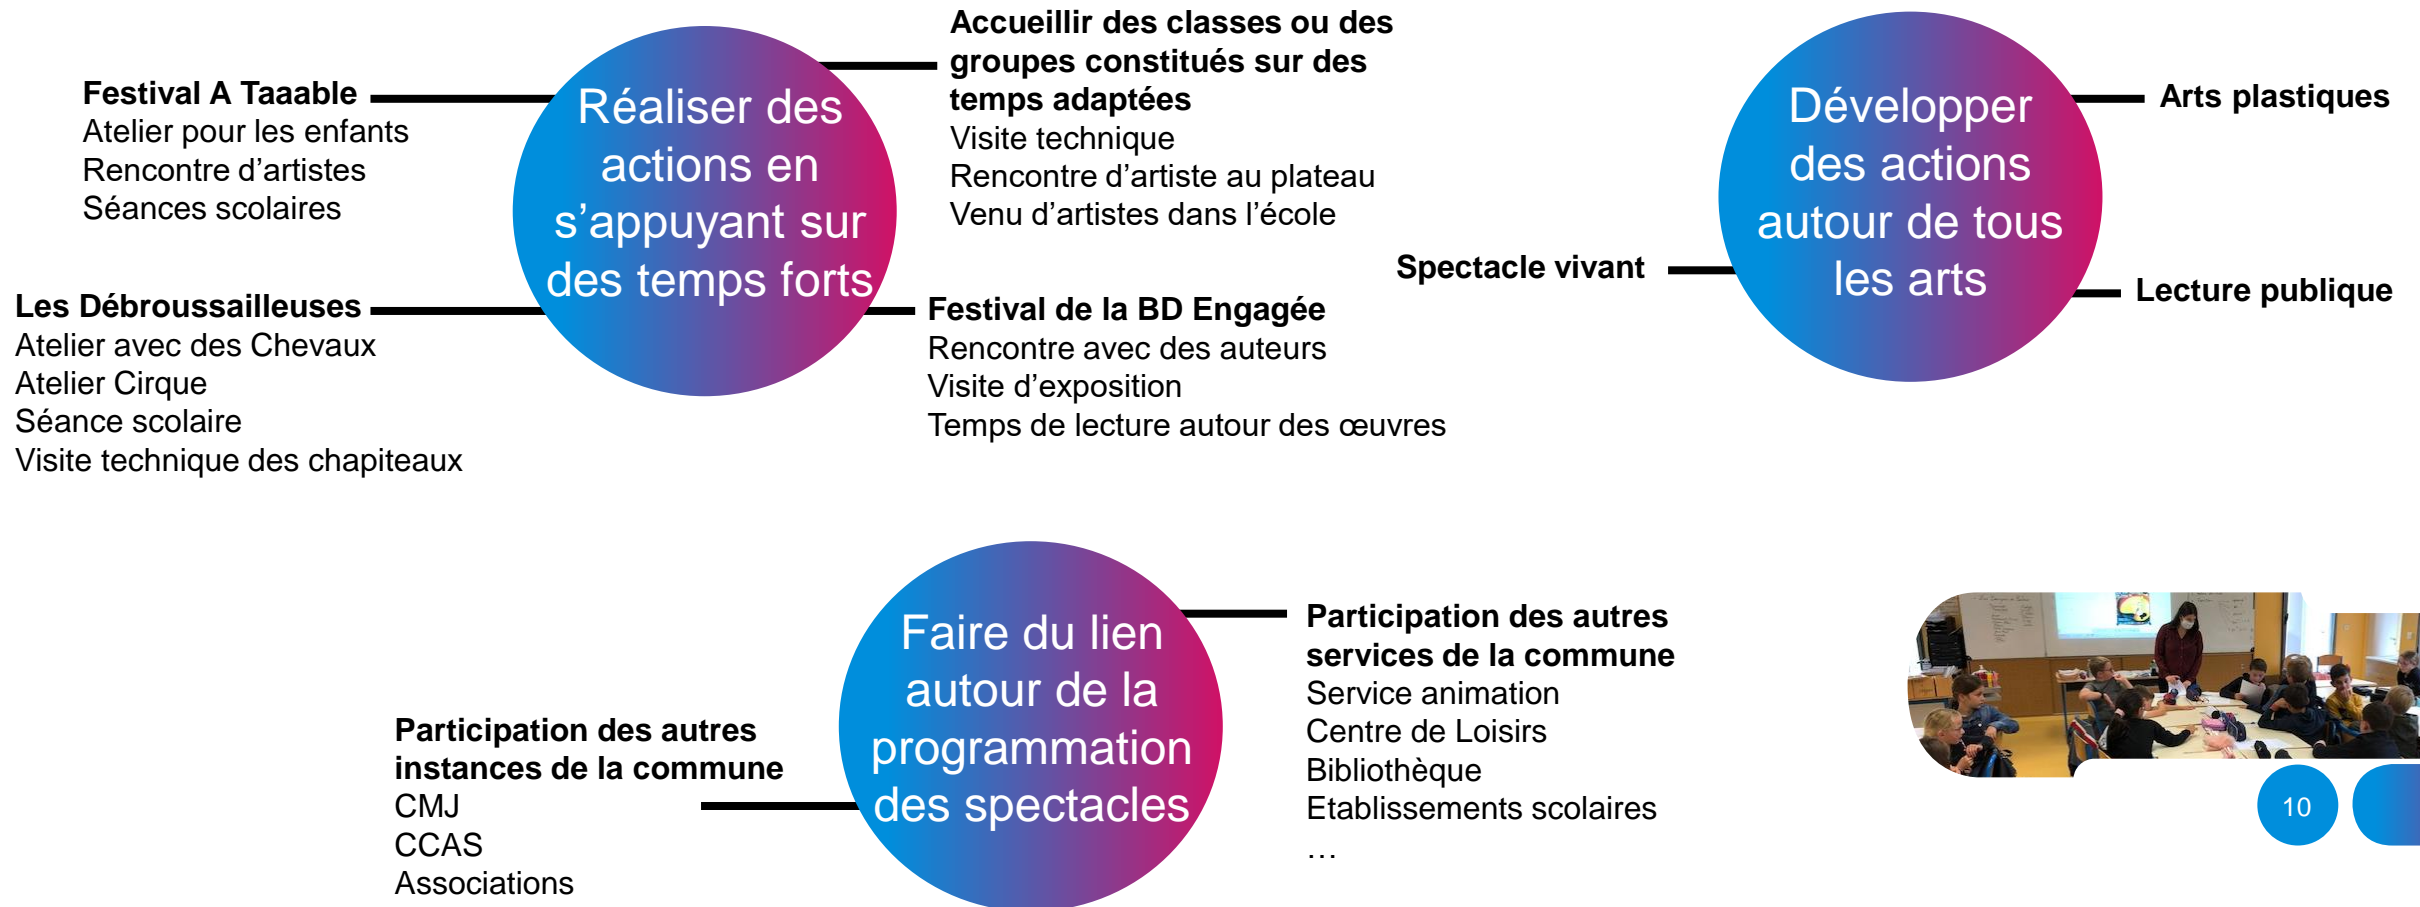 Festival A Taaable
Atelier pour les enfants
Rencontre d’artistes
Séances scolaires
Les Débroussailleuses
Atelier avec des Chevaux
Atelier Cirque
Séance scolaire
Visite technique des chapiteaux
Réaliser des
actions en
s’appuyant sur
des temps forts
Accueillir des classes ou des
groupes constitués sur des
temps adaptées
Visite technique
Rencontre d’artiste au plateau
Venu d’artistes dans l’école
Festival de la BD Engagée
Rencontre avec des auteurs
Visite d’exposition
Temps de lecture autour des œuvres
Spectacle vivant
Développer
des actions
autour de tous
les arts
Arts plastiques
Lecture publique
Participation des autres
instances de la commune
CMJ
CCAS
Associations
Faire du lien
autour de la
programmation
des spectacles
Participation des autres
services de la commune
Service animation
Centre de Loisirs
Bibliothèque
Etablissements scolaires
…
10